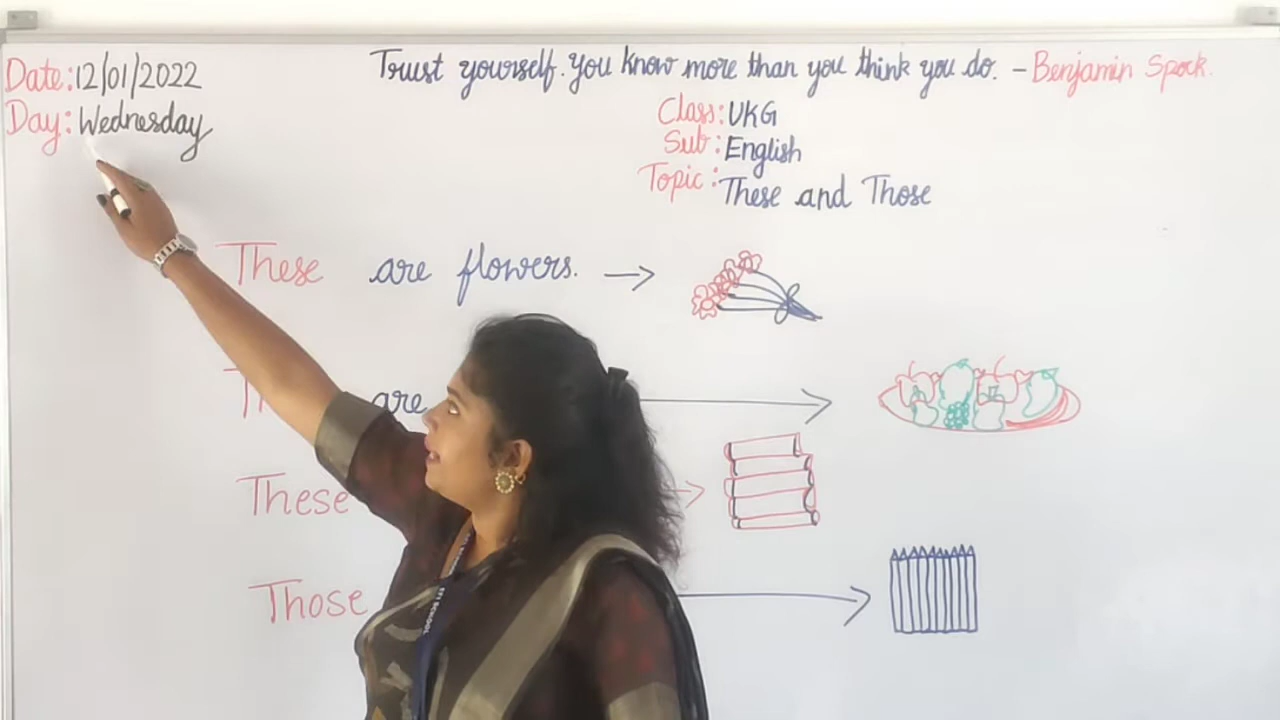 Date: 12/01/2022
Day: Wednesday
Trust yourself. You know more than you think you do. - Benjamin Spock.
Class: UKG
Sub: English
Topic: These and Those
These are flowers.
are
These
Those
SCHOOL